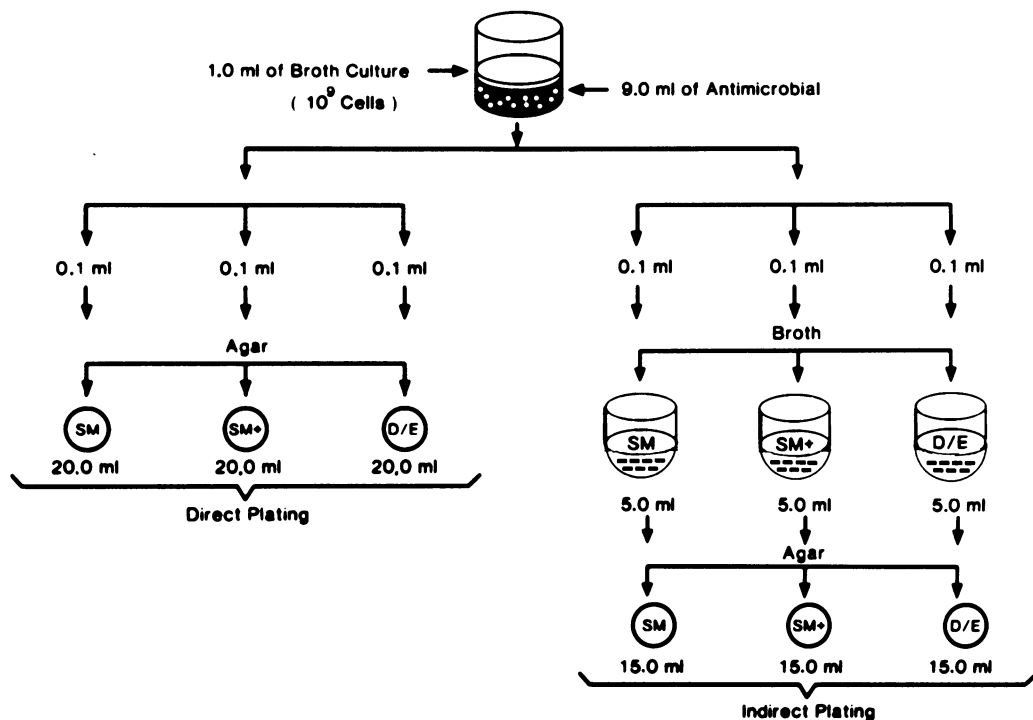 1.0 ml of Broth Culture
( 10⁹ Cells )
9.0 ml of Antimicrobial
0.1 ml 0.1 ml 0.1 ml
Agar
SM SM+ D/E
20.0 ml 20.0 ml 20.0 ml
Direct Plating
0.1 ml 0.1 ml 0.1 ml
Broth
SM SM+ D/E
5.0 ml 5.0 ml 5.0 ml
Agar
SM SM+ D/E
15.0 ml 15.0 ml 15.0 ml
Indirect Plating